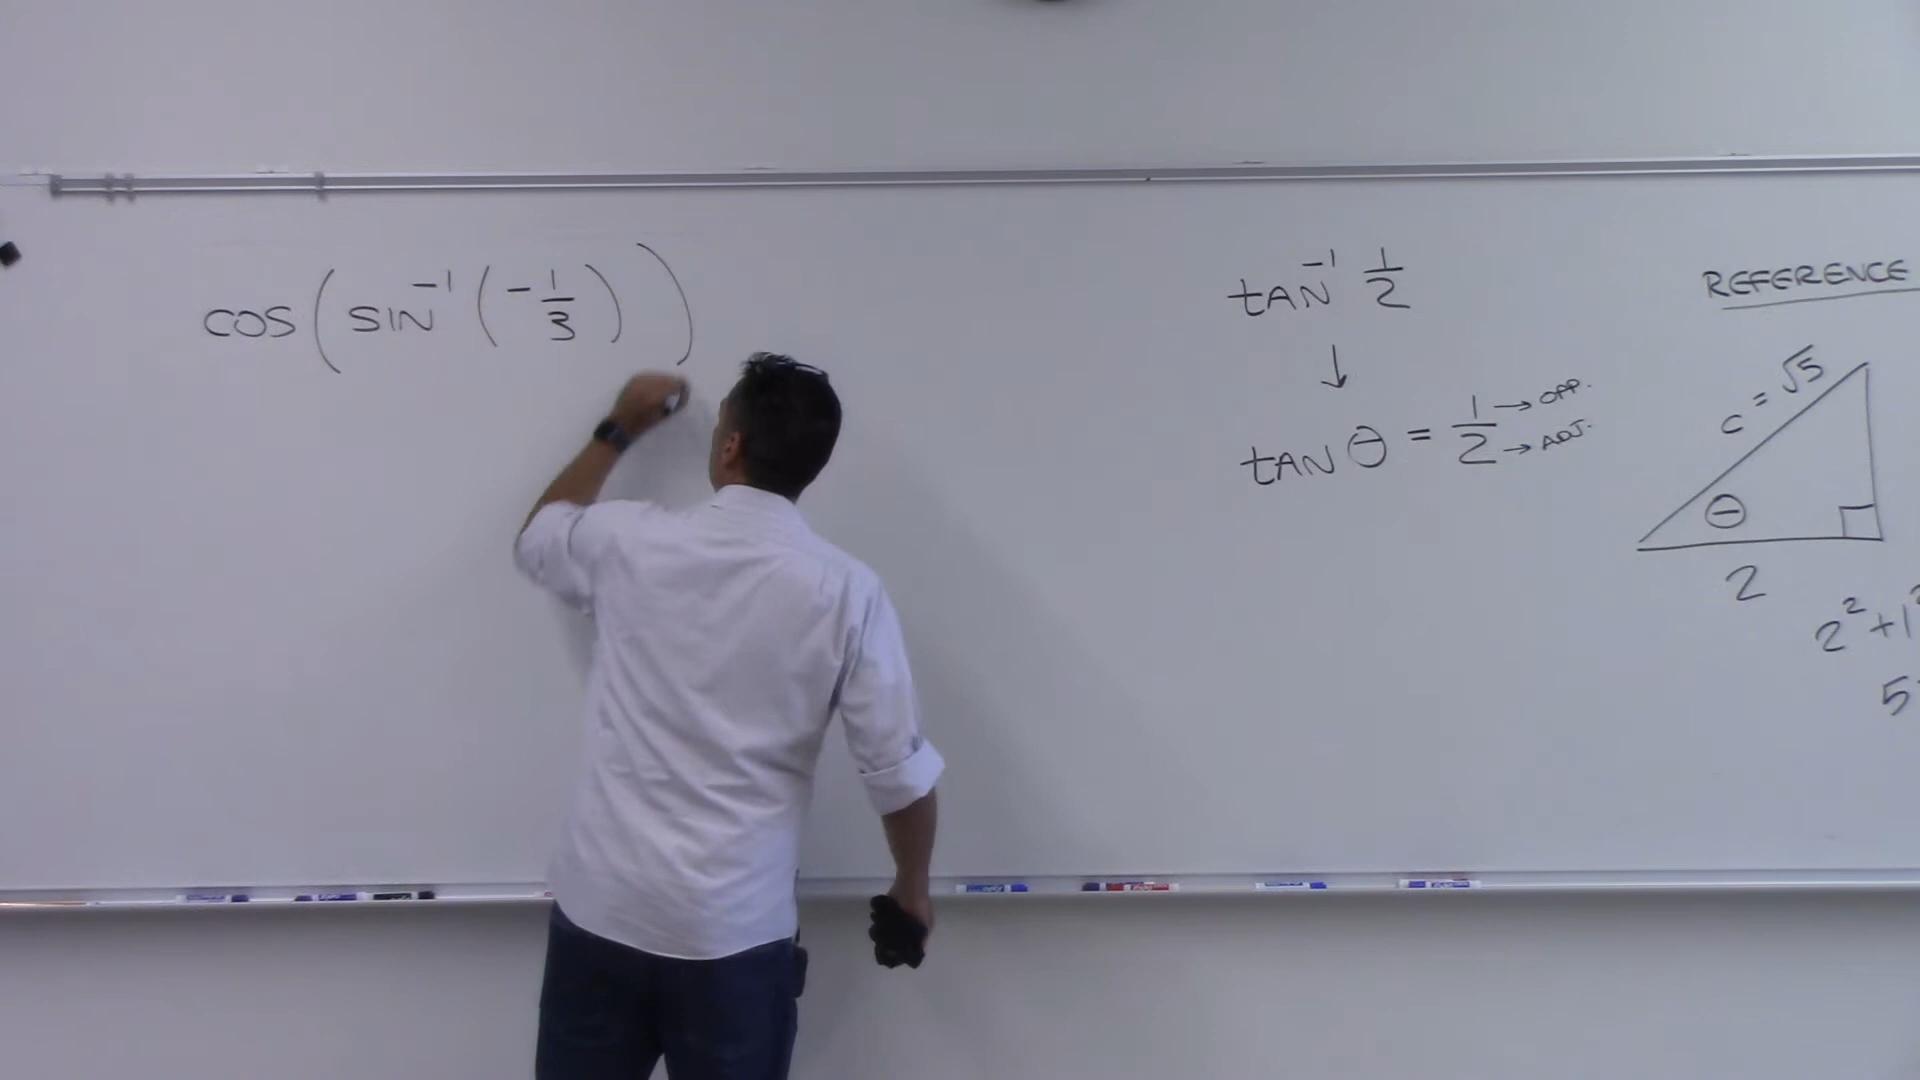 COS(SIN⁻¹(-1/3))
tAN⁻¹ 1/2
↓
tAN θ = 1/2 → OPP.
→ ADJ.
REFERENCE
c = √5
θ
2
2² + 1²
5